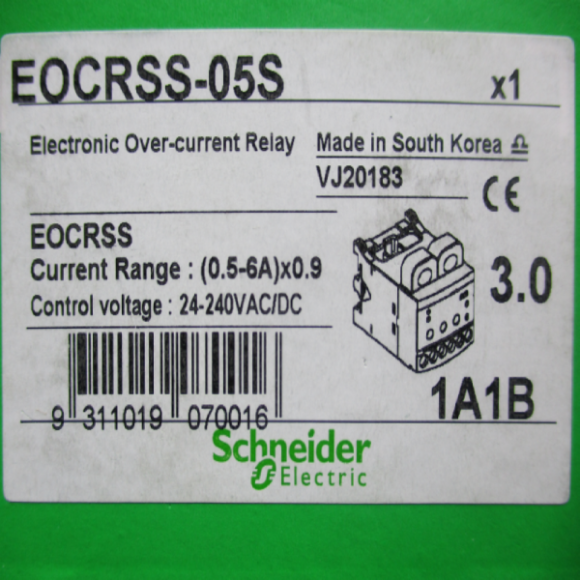 EOCRSS-05S x1
Electronic Over-current Relay
Made in South Korea
VJ20183
CE
EOCRSS
Current Range : (0.5-6A)x0.9
Control voltage : 24-240VAC/DC
3.0
1A1B
9 311019 070016
Schneider
Electric